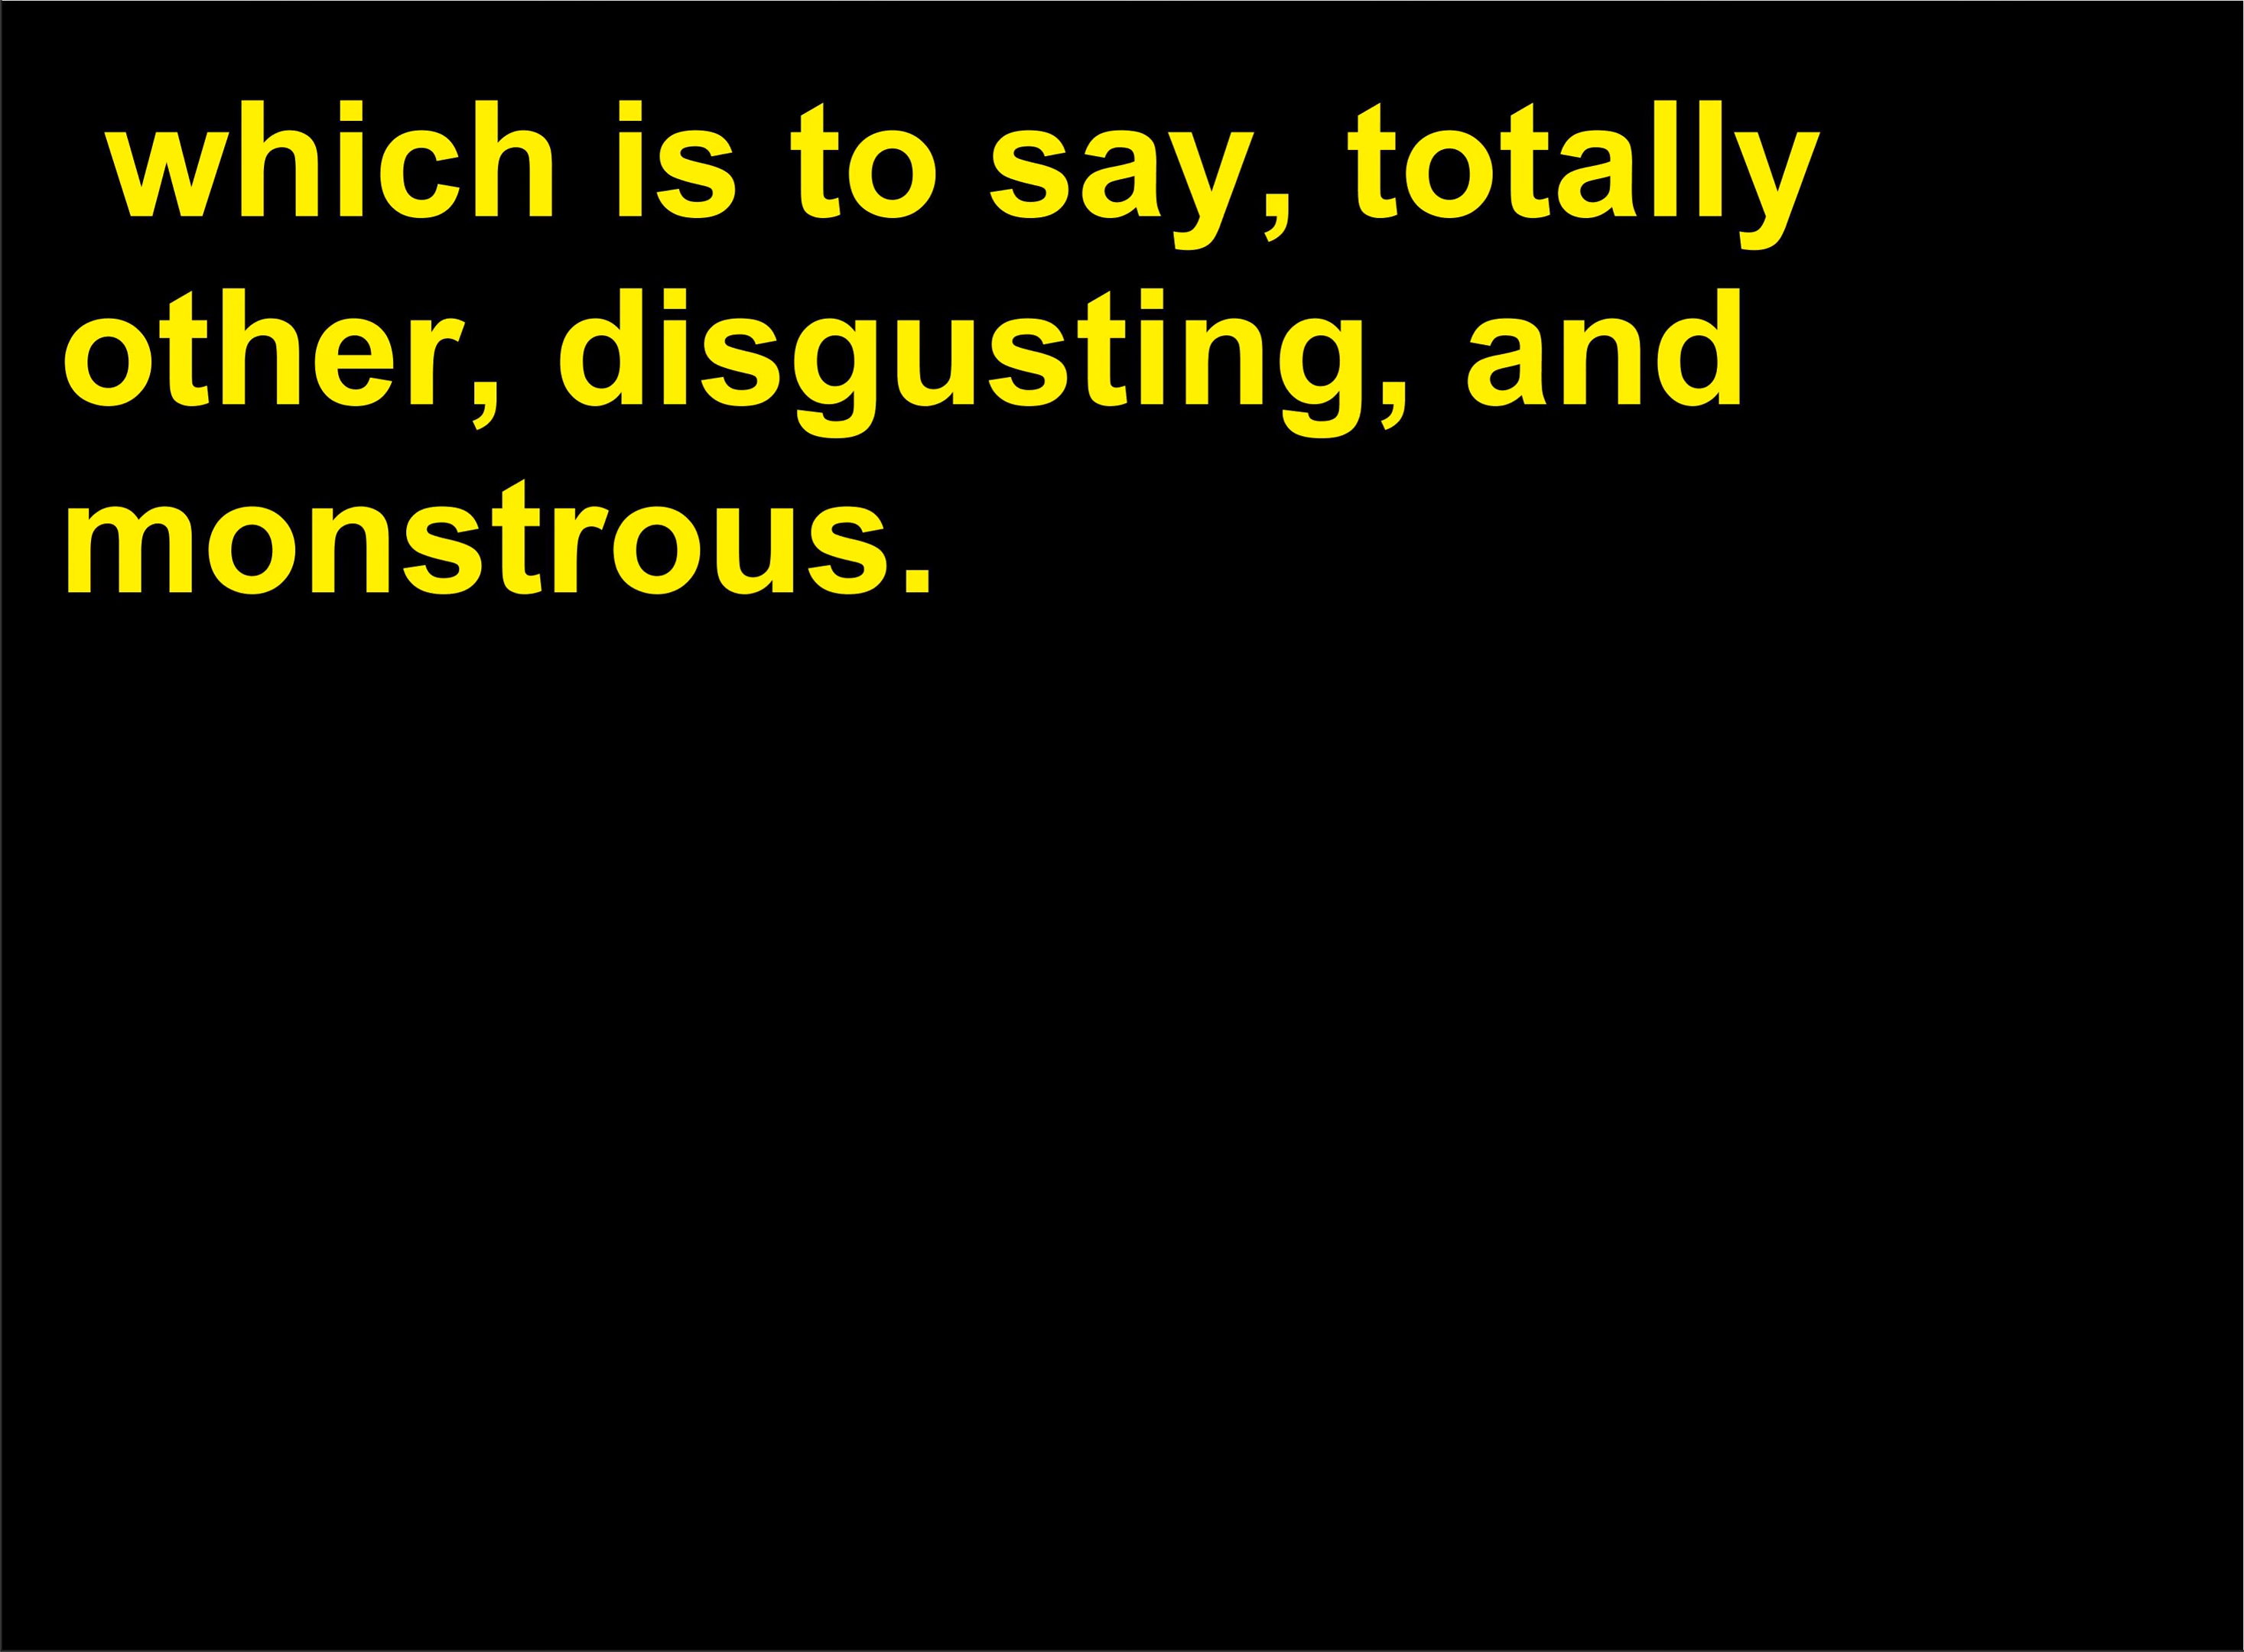 which is to say, totally
other, disgusting, and
monstrous.